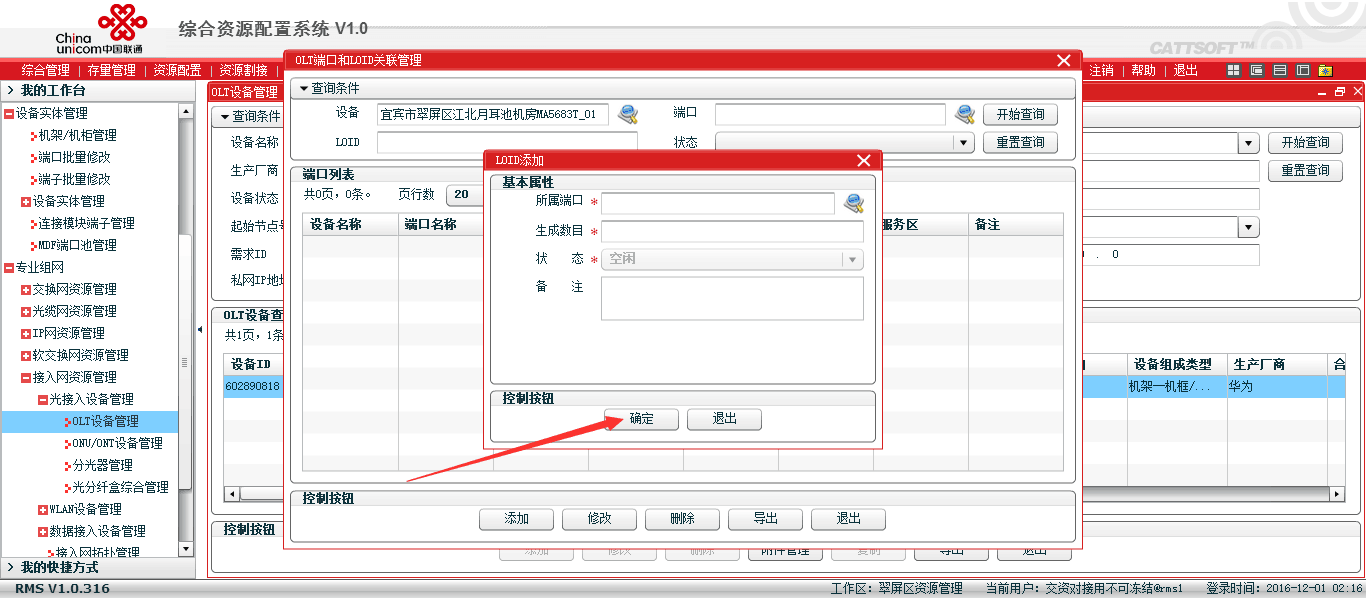 China
unicom中国联通
综合资源配置系统 V1.0
CATTSOFT™
综合管理 | 存量管理 | 资源配置 | 资源割接 |
注销 | 帮助 | 退出
我的工作台
设备实体管理
机架/机柜管理
端口批量修改
端子批量修改
设备实体管理
连接模块端子管理
MDF端口池管理
专业组网
交换网资源管理
光缆网资源管理
IP网资源管理
软交换网资源管理
接入网资源管理
光接入设备管理
OLT设备管理
ONU/ONT设备管理
分光器管理
光分纤盒综合管理
WLAN设备管理
数据接入设备管理
接入网拓扑管理
我的快捷方式
OLT设备管理
查询条件
设备名称
生产厂商
设备状态
起始节点
需求ID
私网IP地
开始查询
重置查询
. 0
OLT设备查
共1页, 1条
设备ID
设备组成类型 生产厂商 合
602890818
机架—机框/... 华为
控制按钮
添加 修改 删除 附件管理 复制 导出 退出
OLT端口和LOID关联管理
查询条件
设备 宜宾市翠屏区江北月耳池机房MA5683T_01 端口 开始查询
LOID 状态 重置查询
端口列表
共0页, 0条。 页行数 20
设备名称 端口名称 服务区 备注
控制按钮
添加 修改 删除 导出 退出
LOID添加
基本属性
所属端口 *
生成数目 *
状 态 * 空闲
备 注
控制按钮
确定 退出
RMS V1.0.316
工作区: 翠屏区资源管理 当前用户: 交资对接用不可冻结@rms1 登录时间: 2016-12-01 02:16